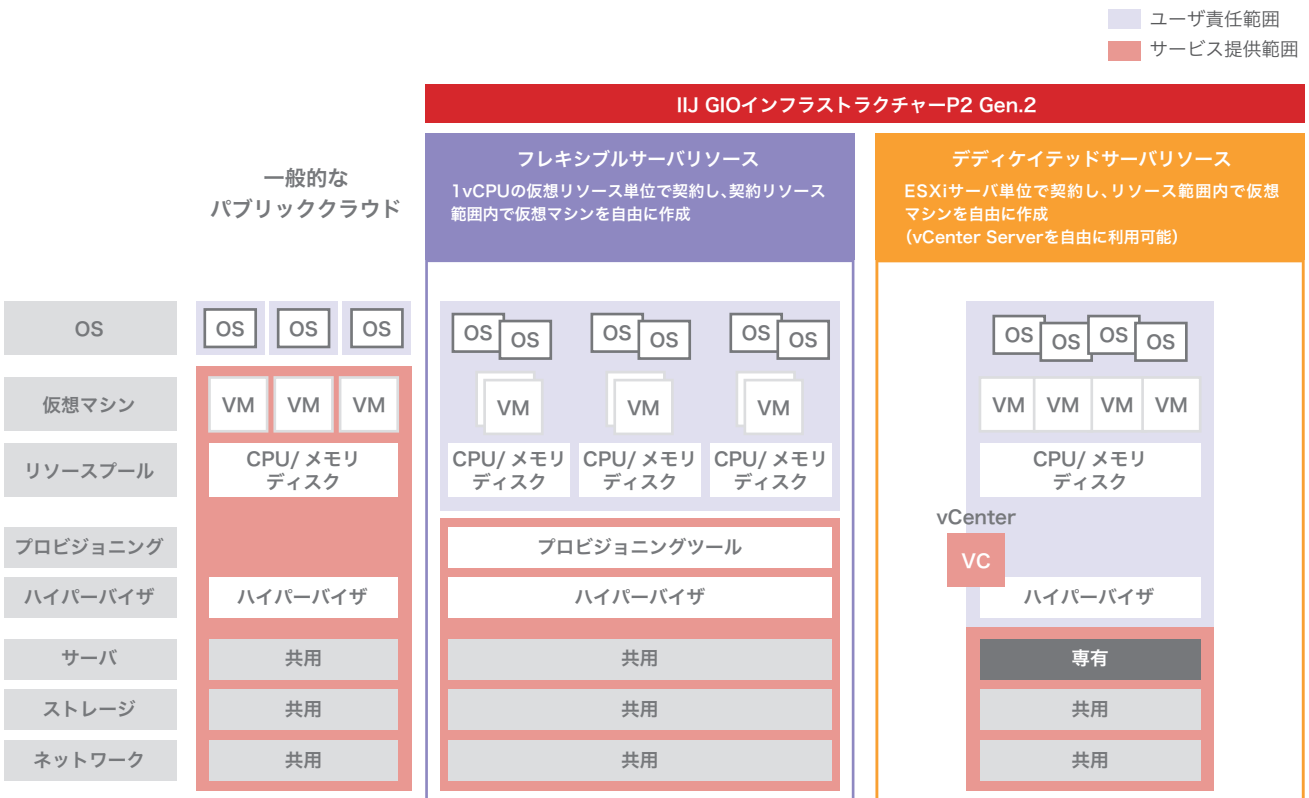 ユーザ責任範囲
サービス提供範囲
IIJ GIOインフラストラクチャーP2 Gen.2
一般的な
パブリッククラウド
フレキシブルサーバリソース
1vCPUの仮想リソース単位で契約し、契約リソース
範囲内で仮想マシンを自由に作成
デディケイテッドサーバリソース
ESXiサーバ単位で契約し、リソース範囲内で仮想
マシンを自由に作成
(vCenter Serverを自由に利用可能)
OS
OS OS OS
OS OS OS OS OS OS
OS OS OS OS
仮想マシン
VM VM VM
VM VM VM
VM VM VM VM
リソースプール
CPU/ メモリ
ディスク
CPU/ メモリ
ディスク
CPU/ メモリ
ディスク
CPU/ メモリ
ディスク
CPU/ メモリ
ディスク
vCenter
VC
プロビジョニング
プロビジョニングツール
ハイパーバイザ
ハイパーバイザ
ハイパーバイザ
ハイパーバイザ
サーバ
共用
共用
専有
ストレージ
共用
共用
共用
ネットワーク
共用
共用
共用